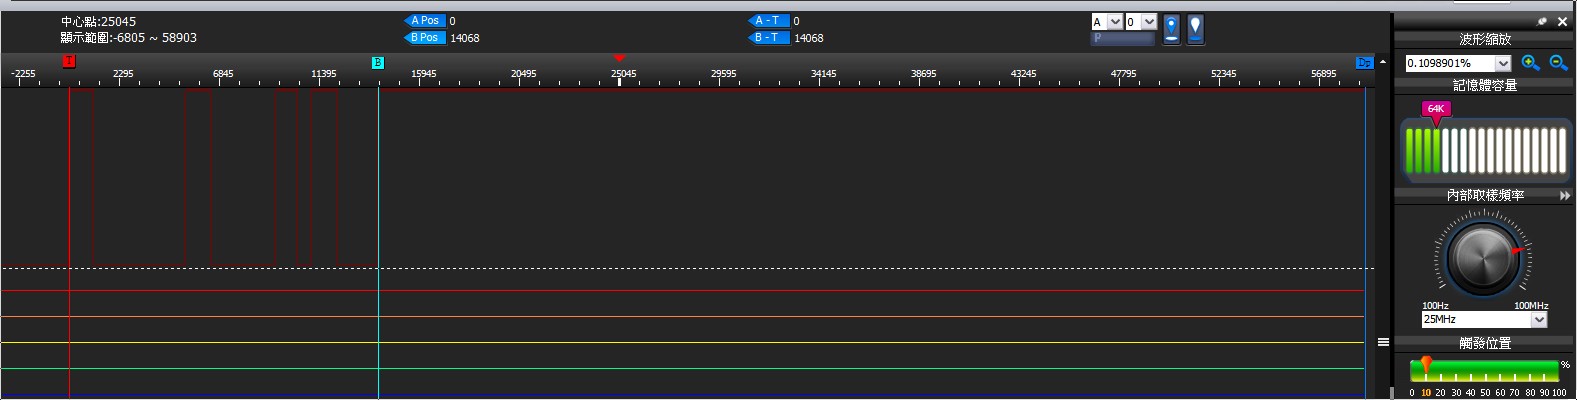 中心點:25045
A Pos 0
A - T 0
A 0
顯示範圍:-6805 ~ 58903
B Pos 14068
B - T 14068
P
T
B
Dp
-2255 2295 6845 11395 15945 20495 25045 29595 34145 38695 43245 47795 52345 56895
波形縮放
0.1098901%
記憶體容量
64K
內部取樣頻率
100Hz 100MHz
25MHz
觸發位置
%
0 10 20 30 40 50 60 70 80 90 100